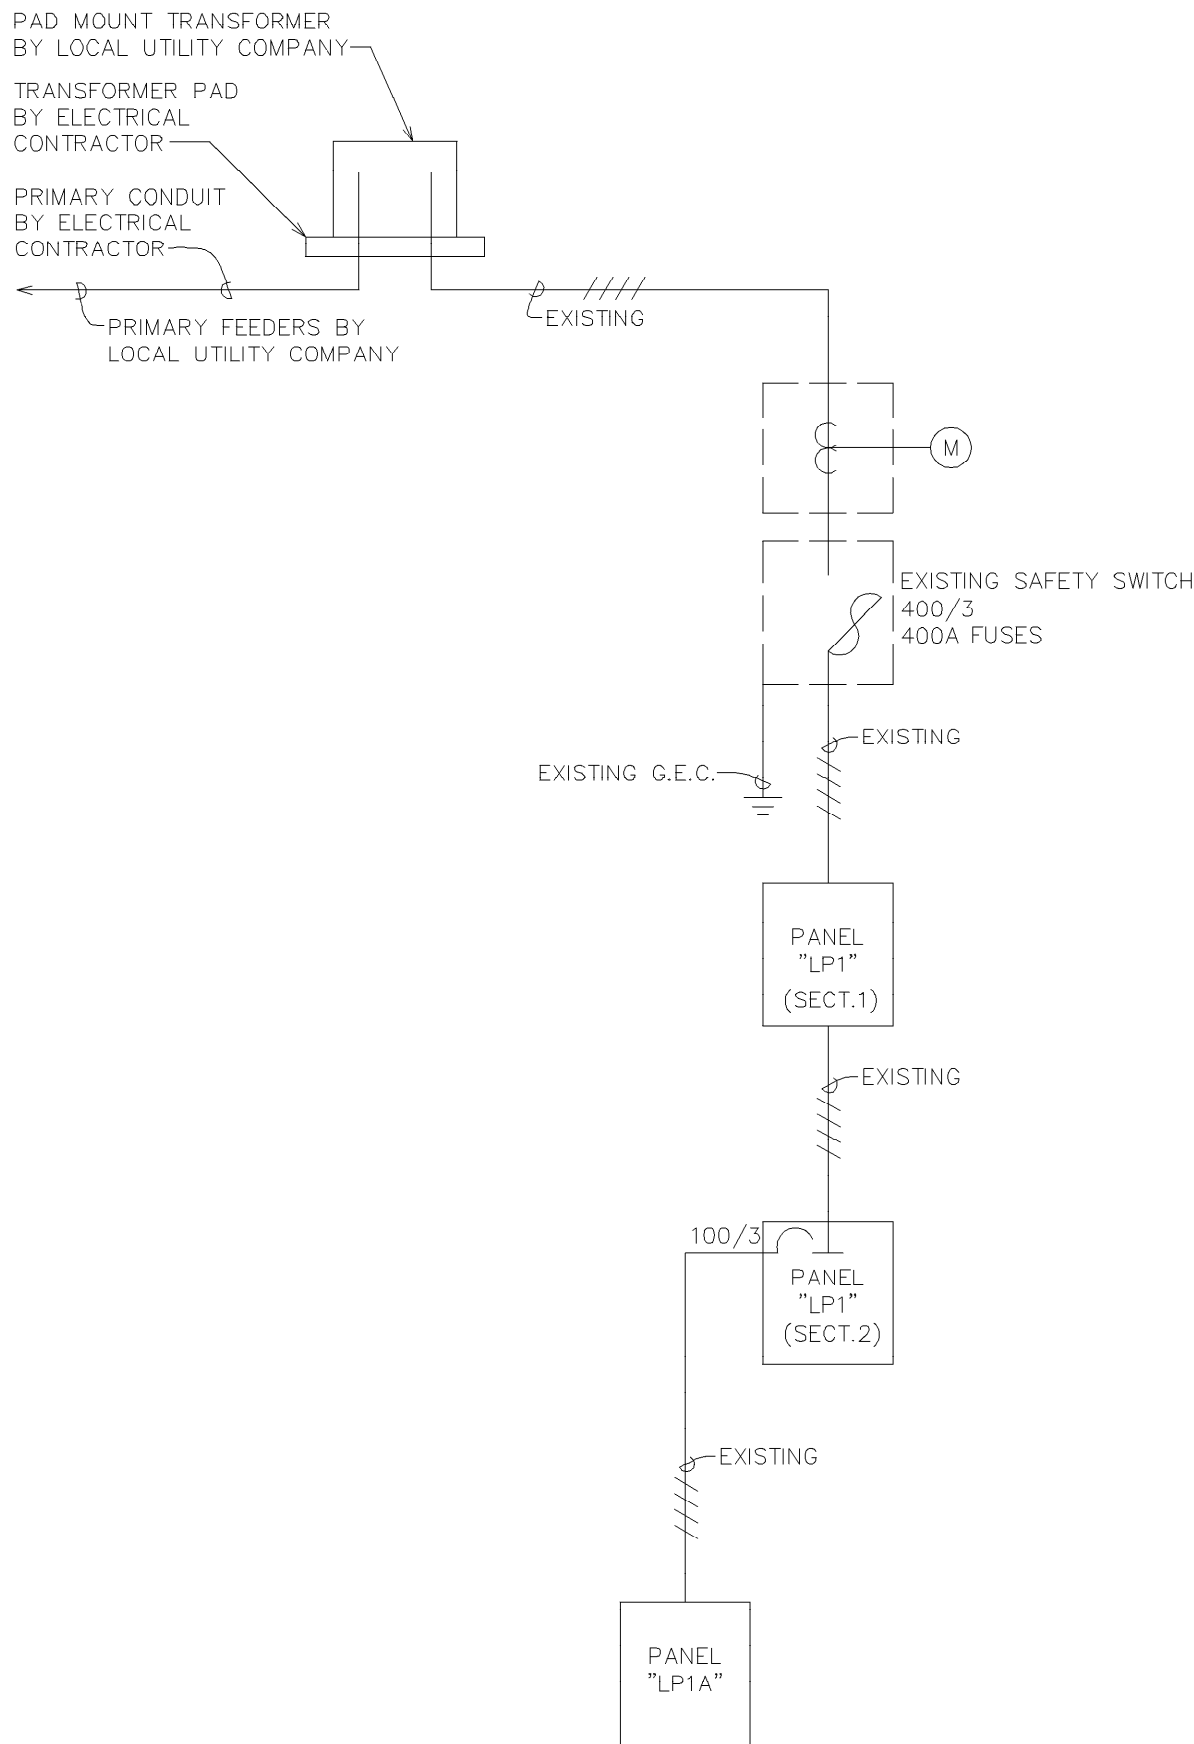 PAD MOUNT TRANSFORMER
BY LOCAL UTILITY COMPANY
TRANSFORMER PAD
BY ELECTRICAL
CONTRACTOR
PRIMARY CONDUIT
BY ELECTRICAL
CONTRACTOR
PRIMARY FEEDERS BY
LOCAL UTILITY COMPANY
EXISTING
M
EXISTING SAFETY SWITCH
400/3
400A FUSES
EXISTING
EXISTING G.E.C.
PANEL
"LP1"
(SECT.1)
EXISTING
100/3
PANEL
"LP1"
(SECT.2)
EXISTING
PANEL
"LP1A"